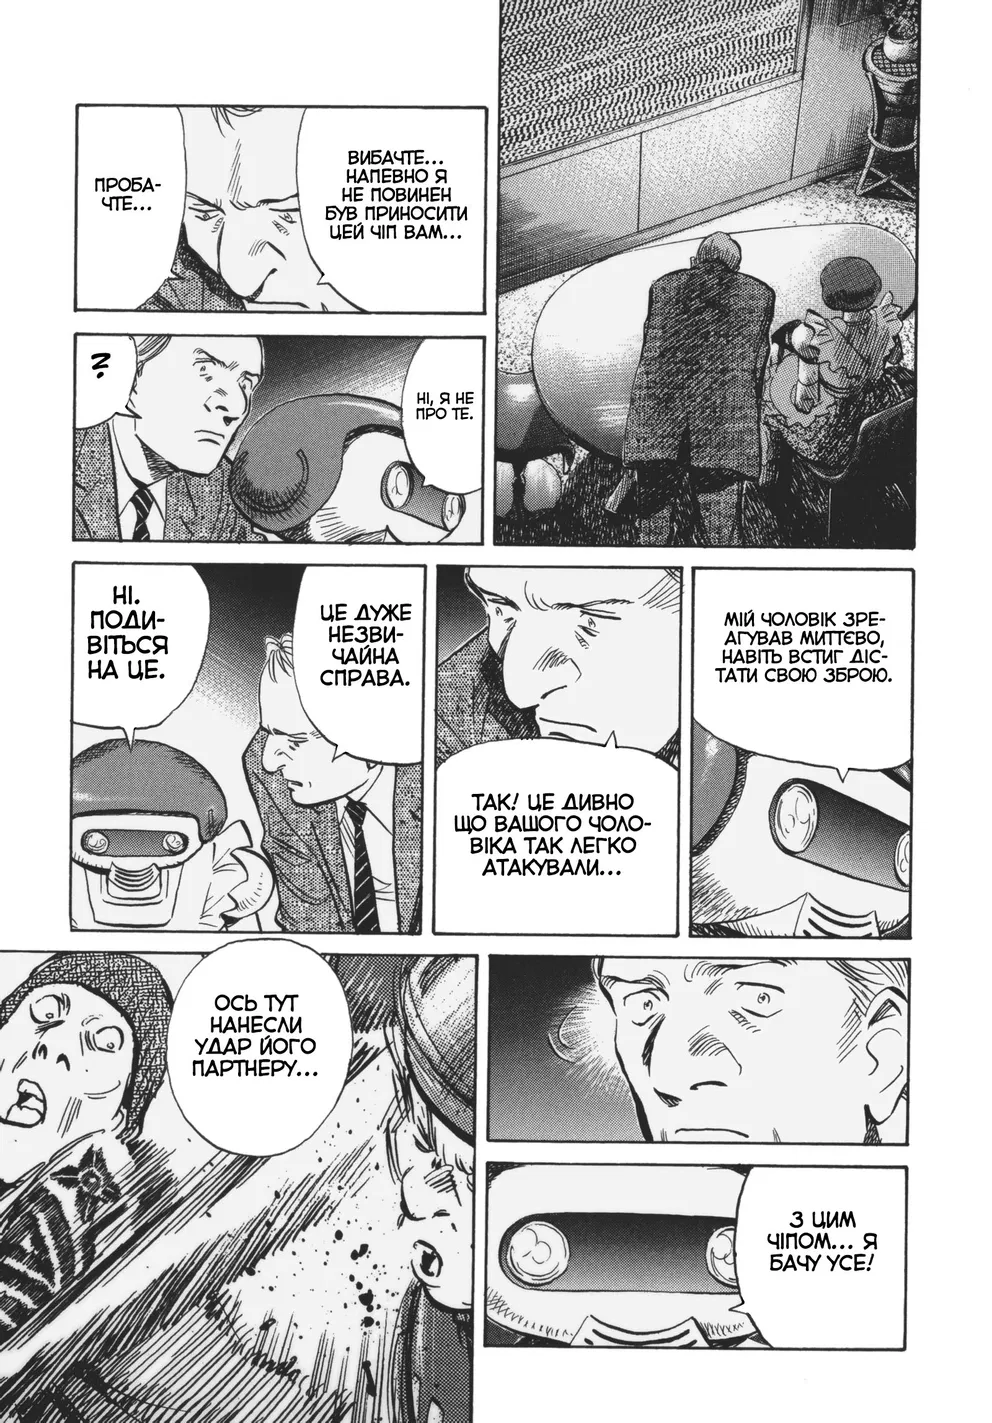 ВИБАЧТЕ...
НАПЕВНО Я
НЕ ПОВИНЕН
БУВ ПРИНОСИТИ
ЦЕЙ ЧІП ВАМ...
ПРОБА-
ЧТЕ...
НІ, Я НЕ
ПРО ТЕ.
?
МІЙ ЧОЛОВІК ЗРЕ-
АГУВАВ МИТТЄВО,
НАВІТЬ ВСТИГ ДІС-
ТАТИ СВОЮ ЗБРОЮ.
ТАК! ЦЕ ДИВНО
ЩО ВАШОГО ЧОЛО-
ВІКА ТАК ЛЕГКО
АТАКУВАЛИ...
ЦЕ ДУЖЕ
НЕЗВИ-
ЧАЙНА
СПРАВА.
НІ.
ПОДИ-
ВІТЬСЯ
НА ЦЕ.
З ЦИМ
ЧІПОМ... Я
БАЧУ УСЕ!
ОСЬ ТУТ
НАНЕСЛИ
УДАР ЙОГО
ПАРТНЕРУ...